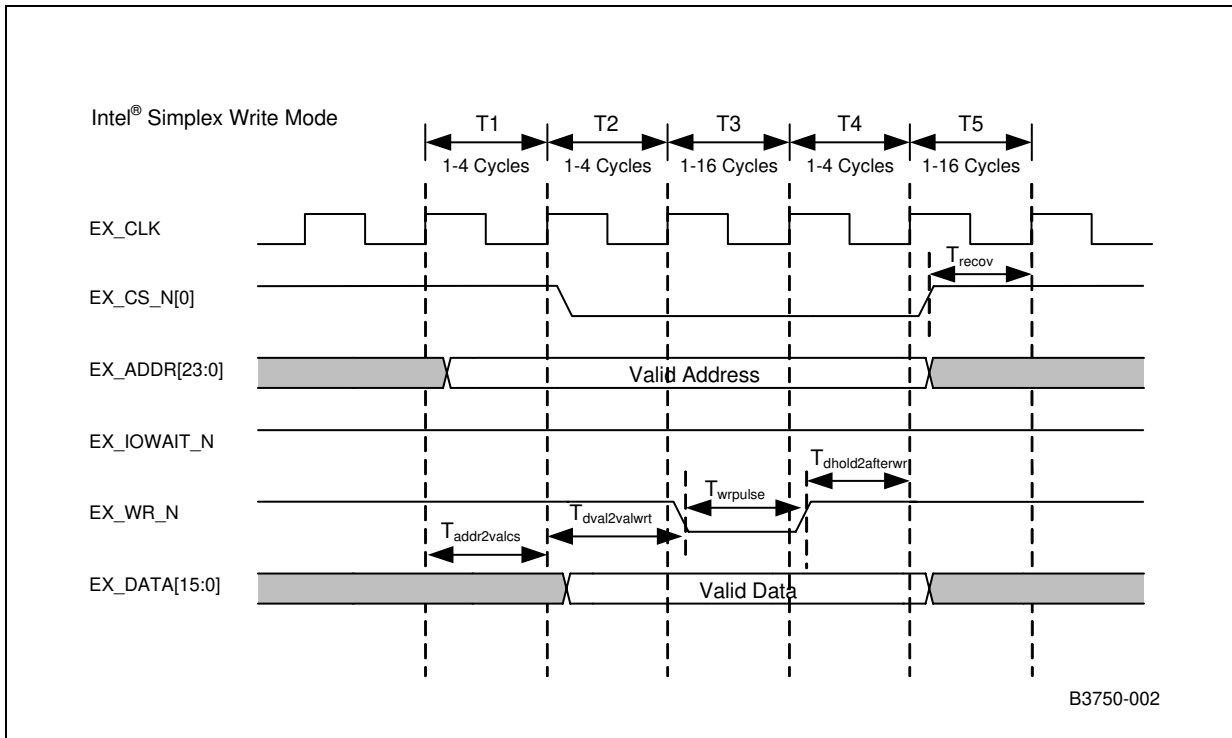 Intel® Simplex Write Mode
T1 T2 T3 T4 T5
1-4 Cycles 1-4 Cycles 1-16 Cycles 1-4 Cycles 1-16 Cycles
EX_CLK
Trecov
EX_CS_N[0]
EX_ADDR[23:0] Valid Address
EX_IOWAIT_N
Tdhold2afterwr
Twrpulse
EX_WR_N
Tdval2valwrt
Taddr2valcs
EX_DATA[15:0] Valid Data
B3750-002